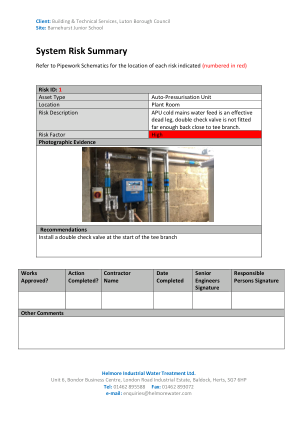 Client: Building & Technical Services, Luton Borough Council
Site: Barnehurst Junior School
System Risk Summary
Refer to Pipework Schematics for the location of each risk indicated (numbered in red)
Risk ID: 1
Asset Type Auto-Pressurisation Unit
Location Plant Room
Risk Description APU cold mains water feed is an effective
dead leg, double check valve is not fitted
far enough back close to tee branch.
Risk Factor High
Photographic Evidence
Recommendations
Install a double check valve at the start of the tee branch
Works Action Contractor Date Senior Responsible
Approved? Completed? Name Completed Engineers Persons Signature
Signature
Other Comments
Helmore Industrial Water Treatment Ltd.
Unit 6, Bondor Business Centre, London Road Industrial Estate, Baldock, Herts, SG7 6HP
Tel: 01462 895588 Fax: 01462 893072
e-mail: enquiries@helmorewater.com